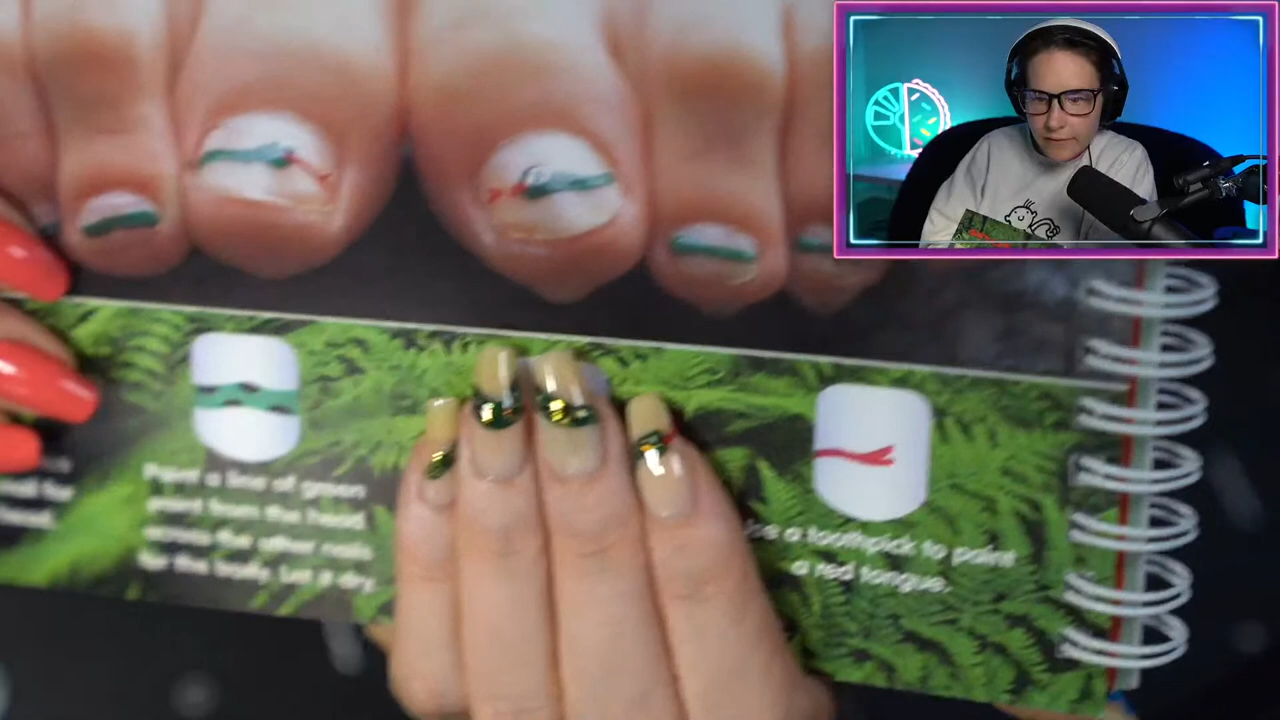 Paint a line of green
paint from the head
across the other nails
for the body. Let it dry.
a toothpick to paint
a red tongue.